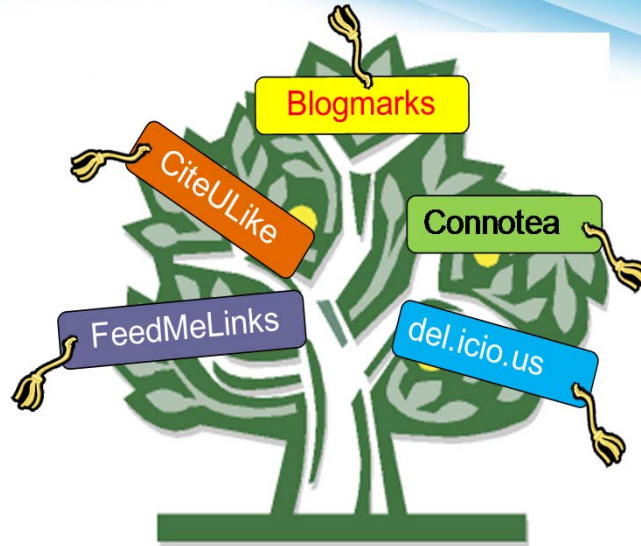 Blogmarks
CiteULike
Connotea
FeedMeLinks
del.icio.us